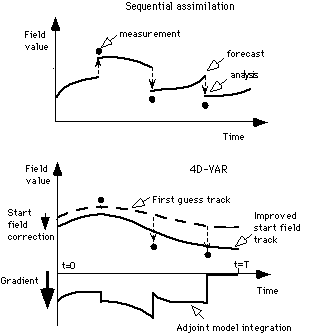 Sequential assimilation
Field
value
measurement
forecast
analysis
Time
Field
value
4D-VAR
First guess track
Start
field
correction
Improved
start field
track
t=0
t=T
Gradient
Time
Adjoint model integration